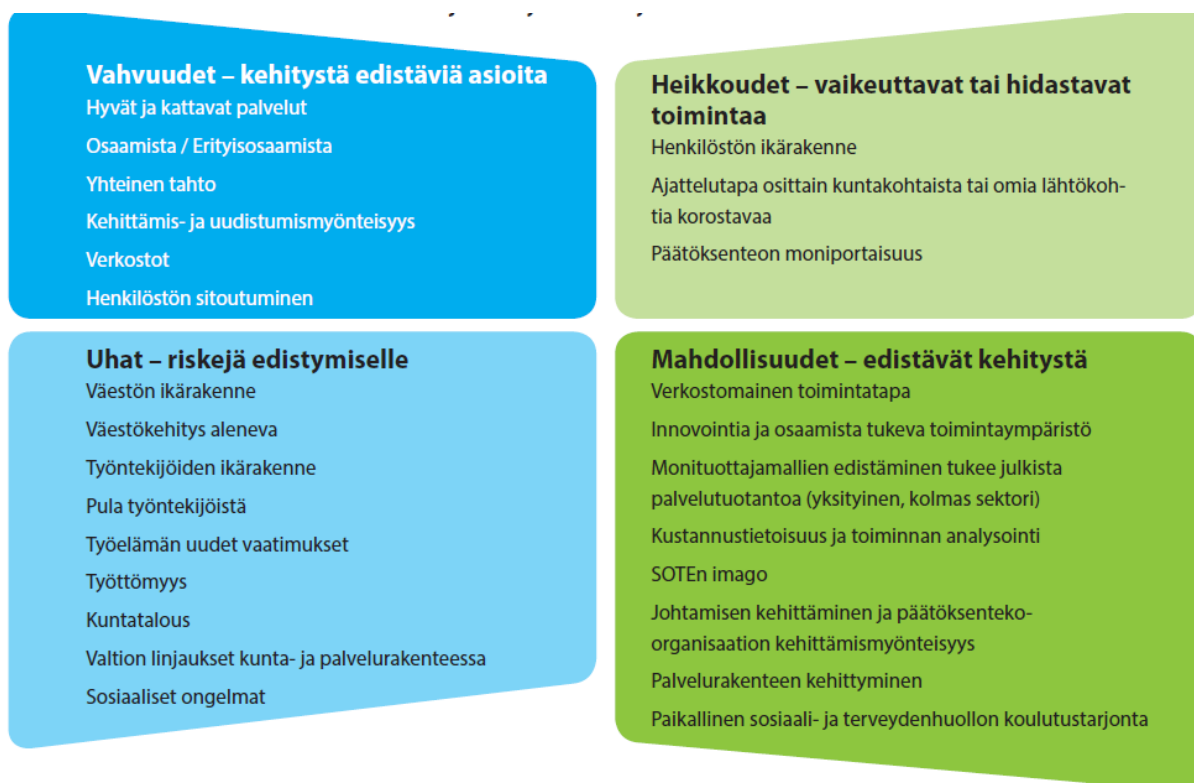 Vahvuudet – kehitystä edistäviä asioita
Hyvät ja kattavat palvelut
Osaamista / Erityisosaamista
Yhteinen tahto
Kehittämis- ja uudistumismyönteisyys
Verkostot
Henkilöstön sitoutuminen
Heikkoudet – vaikeuttavat tai hidastavat
toimintaa
Henkilöstön ikärakenne
Ajattelutapa osittain kuntakohtaista tai omia lähtökoh-
tia korostavaa
Päätöksenteon moniportaisuus
Uhat – riskejä edistymiselle
Väestön ikärakenne
Väestökehitys aleneva
Työntekijöiden ikärakenne
Pula työntekijöistä
Työelämän uudet vaatimukset
Työttömyys
Kuntatalous
Valtion linjaukset kunta- ja palvelurakenteessa
Sosiaaliset ongelmat
Mahdollisuudet – edistävät kehitystä
Verkostomainen toimintatapa
Innovointia ja osaamista tukeva toimintaympäristö
Monituottajamallien edistäminen tukee julkista
palvelutuotantoa (yksityinen, kolmas sektori)
Kustannustietoisuus ja toiminnan analysointi
SOTEn imago
Johtamisen kehittäminen ja päätöksenteko-
organisaation kehittämismyönteisyys
Palvelurakenteen kehittyminen
Paikallinen sosiaali- ja terveydenhuollon koulutustarjonta